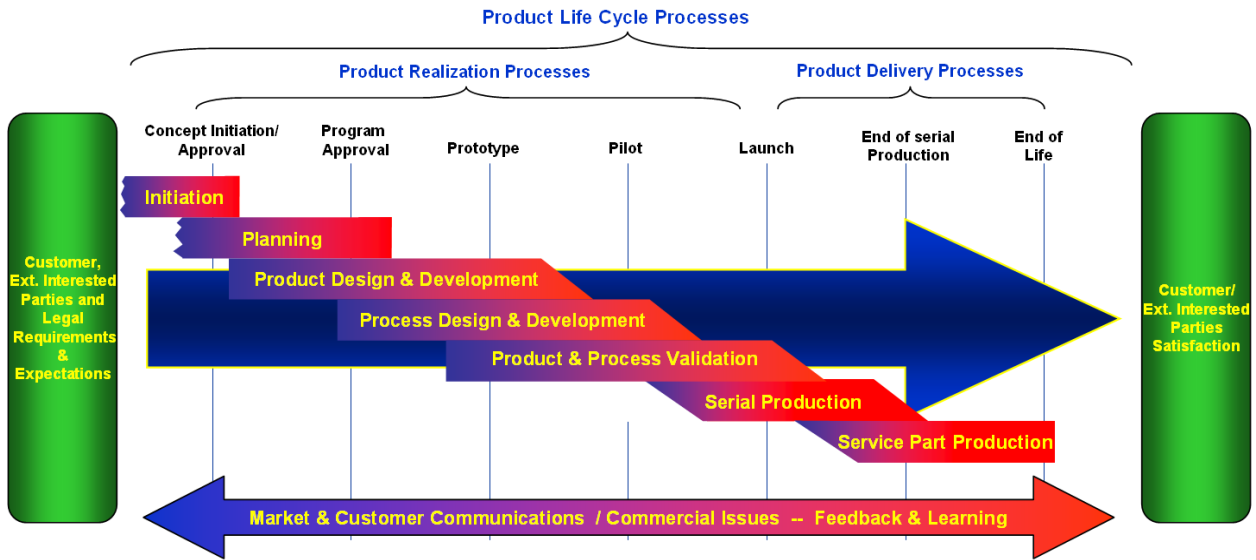 Product Life Cycle Processes
Product Realization Processes
Product Delivery Processes
Concept Initiation/
Approval
Program
Approval
Prototype
Pilot
Launch
End of serial
Production
End of
Life
Initiation
Planning
Product Design & Development
Process Design & Development
Product & Process Validation
Serial Production
Service Part Production
Customer,
Ext. Interested
Parties and
Legal
Requirements
&
Expectations
Customer/
Ext. Interested
Parties
Satisfaction
Market & Customer Communications / Commercial Issues -- Feedback & Learning